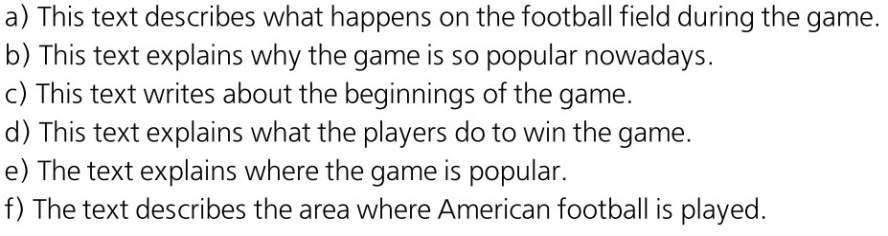 a) This text describes what happens on the football field during the game.
b) This text explains why the game is so popular nowadays.
c) This text writes about the beginnings of the game.
d) This text explains what the players do to win the game.
e) The text explains where the game is popular.
f) The text describes the area where American football is played.